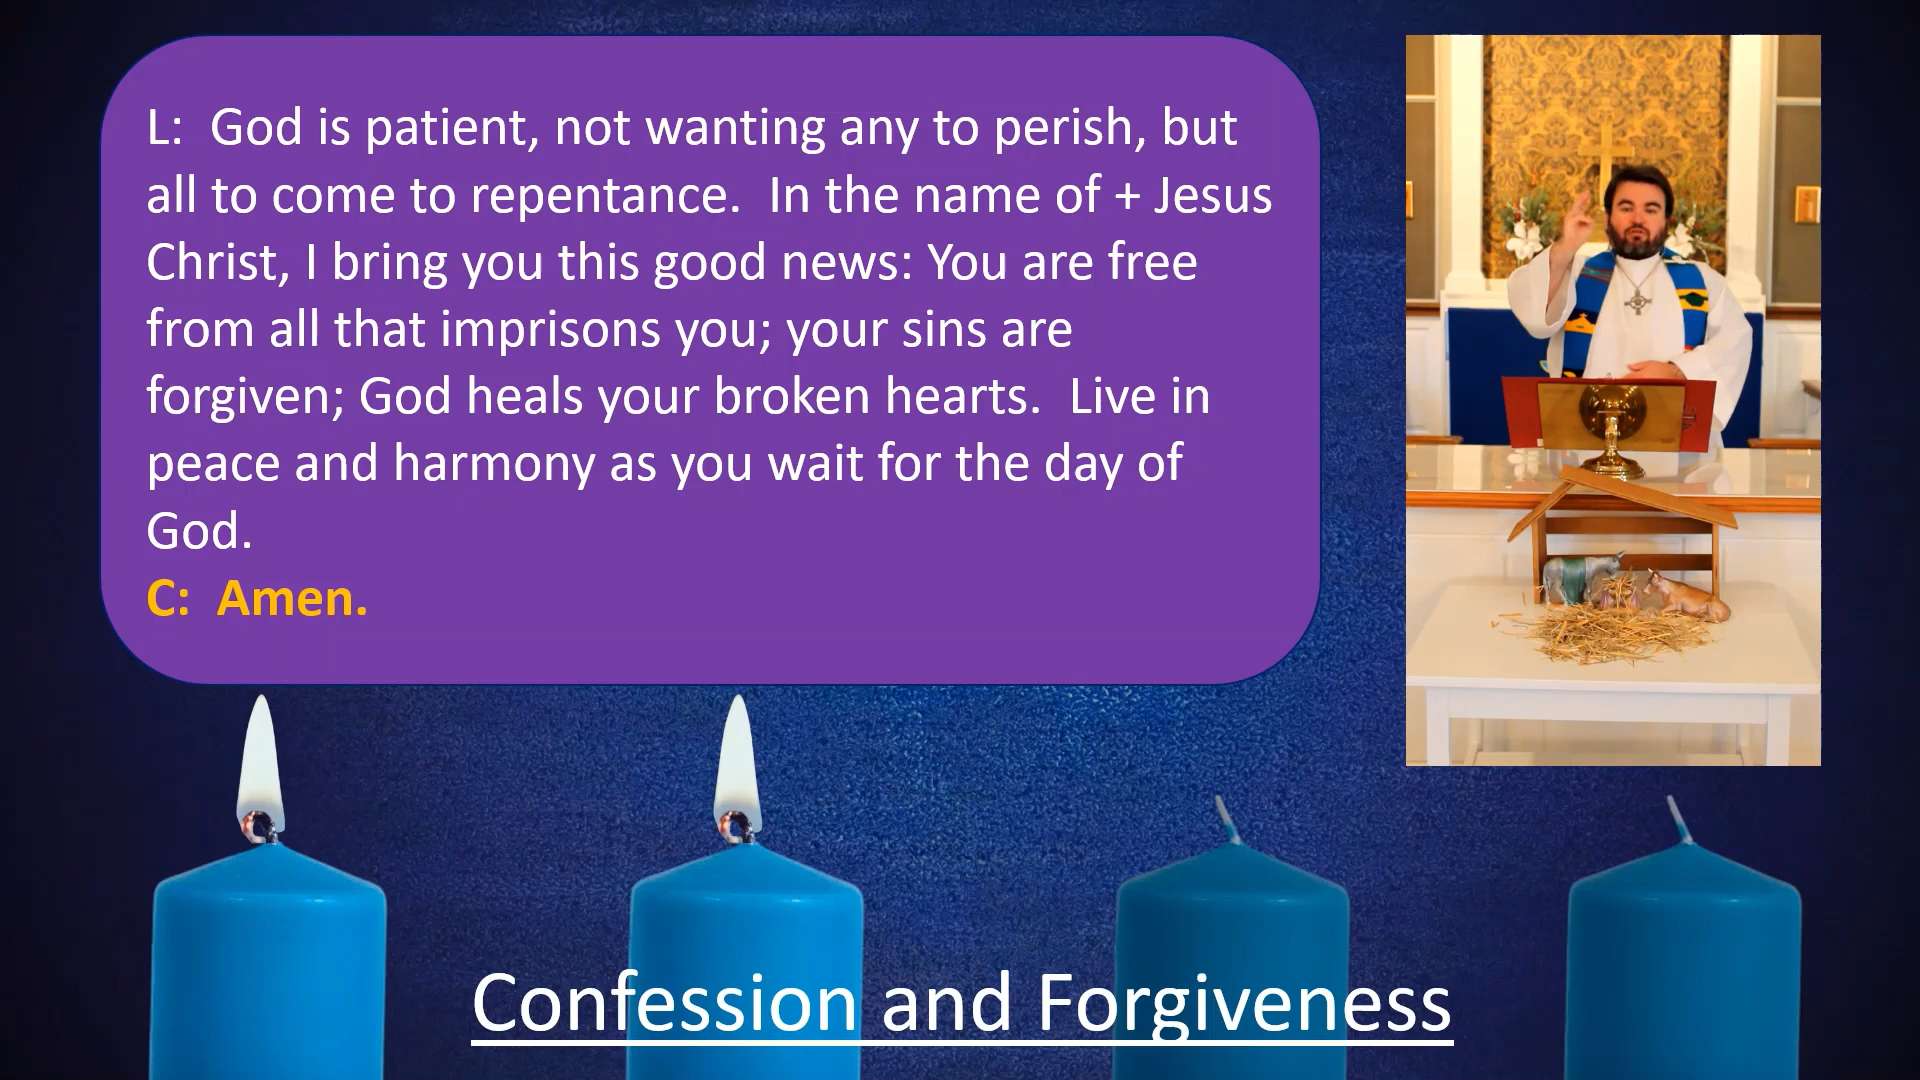 L:  God is patient, not wanting any to perish, but
all to come to repentance.  In the name of + Jesus
Christ, I bring you this good news: You are free
from all that imprisons you; your sins are
forgiven; God heals your broken hearts.  Live in
peace and harmony as you wait for the day of
God.
C:  Amen.
Confession and Forgiveness